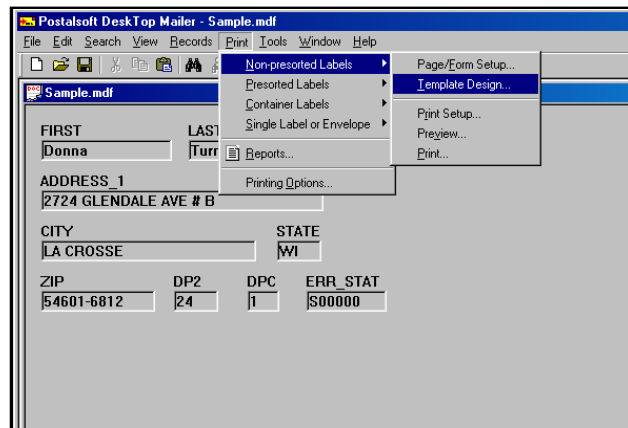 Postalsoft DeskTop Mailer - Sample.mdf
File Edit Search View Records Print Tools Window Help
Non-presorted Labels
Presorted Labels
Container Labels
Single Label or Envelope
Reports...
Printing Options...
Page/Form Setup...
Template Design...
Print Setup...
Preview...
Print...
Sample.mdf
FIRST LAST
Donna Turr
ADDRESS_1
2724 GLENDALE AVE # B
CITY STATE
LA CROSSE WI
ZIP DP2 DPC ERR_STAT
54601-6812 24 1 S00000